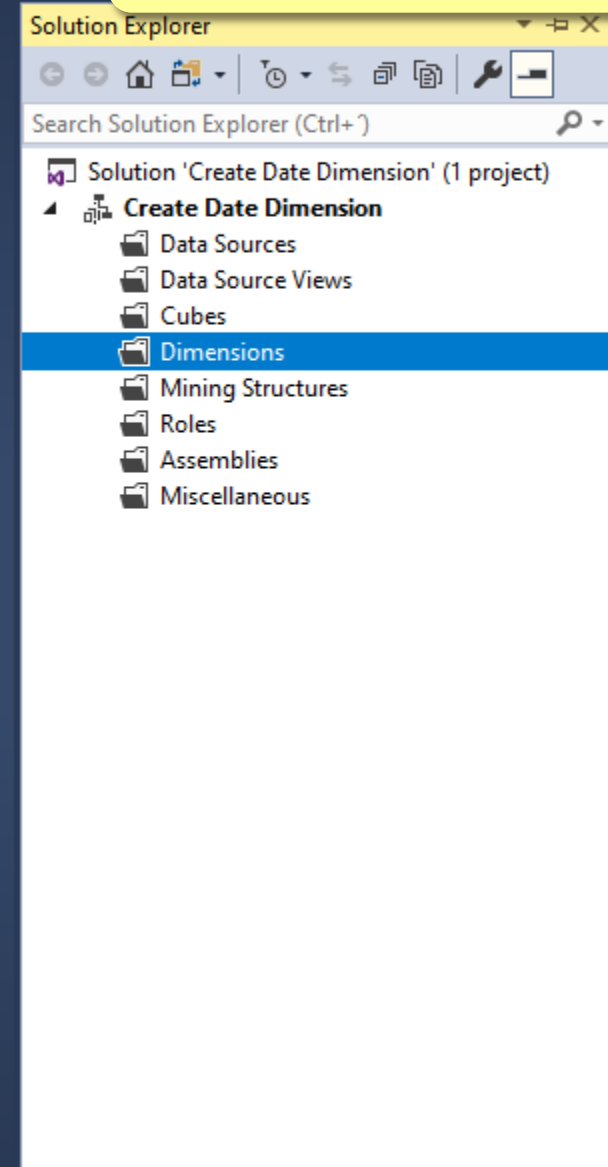 Solution Explorer
Search Solution Explorer (Ctrl+´)
Solution 'Create Date Dimension' (1 project)
Create Date Dimension
Data Sources
Data Source Views
Cubes
Dimensions
Mining Structures
Roles
Assemblies
Miscellaneous